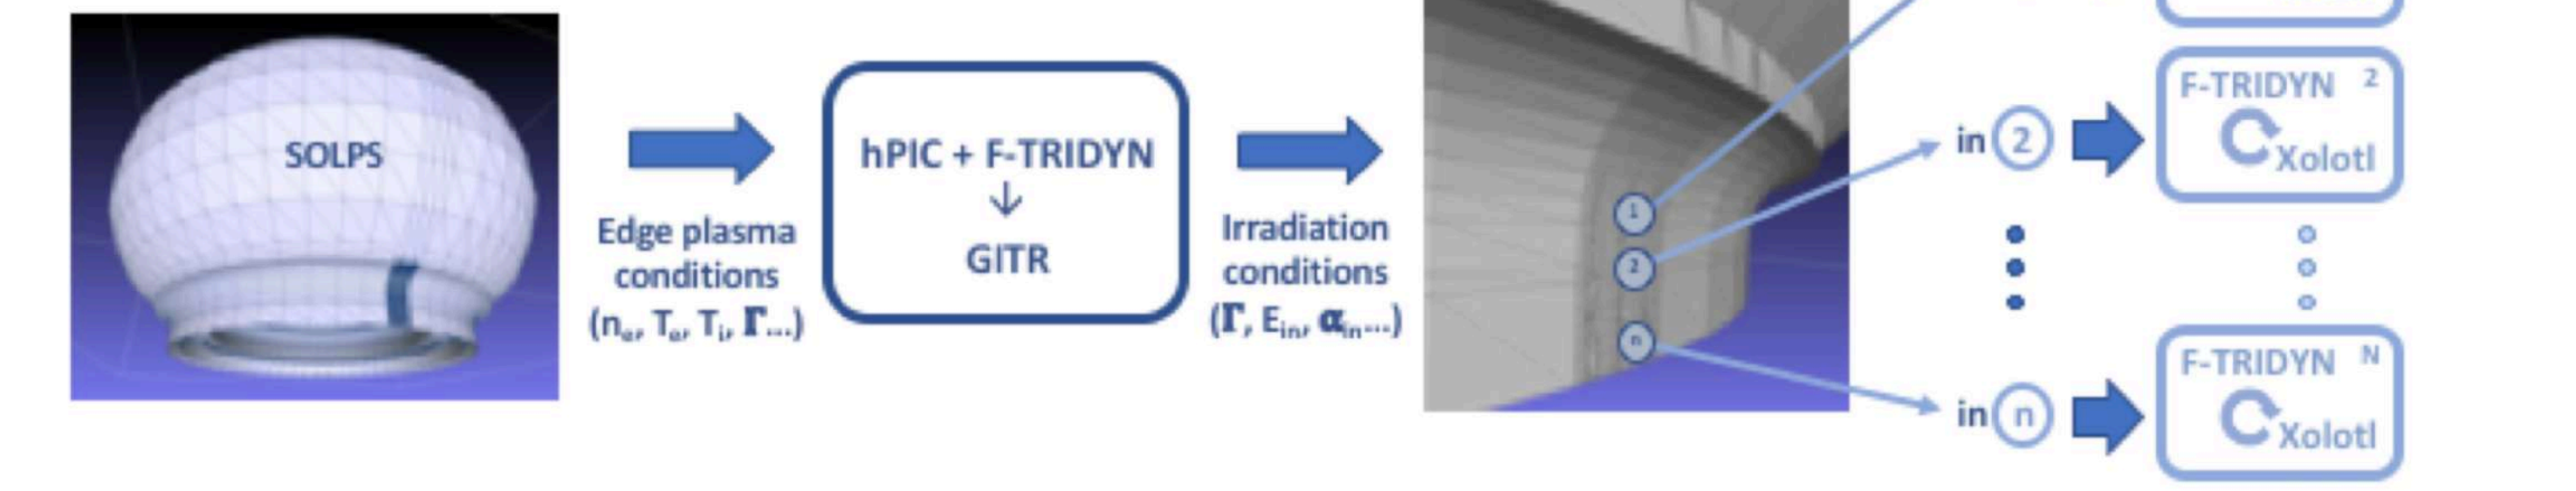 SOLPS
Edge plasma
conditions
(nₑ, Tₑ, Tᵢ, Γ...)
hPIC + F-TRIDYN
↓
GITR
Irradiation
conditions
(Γ, Eᵢₙ, αᵢₙ...)
1
2
n
in 2
F-TRIDYN 2
Xolotl
in n
F-TRIDYN N
Xolotl